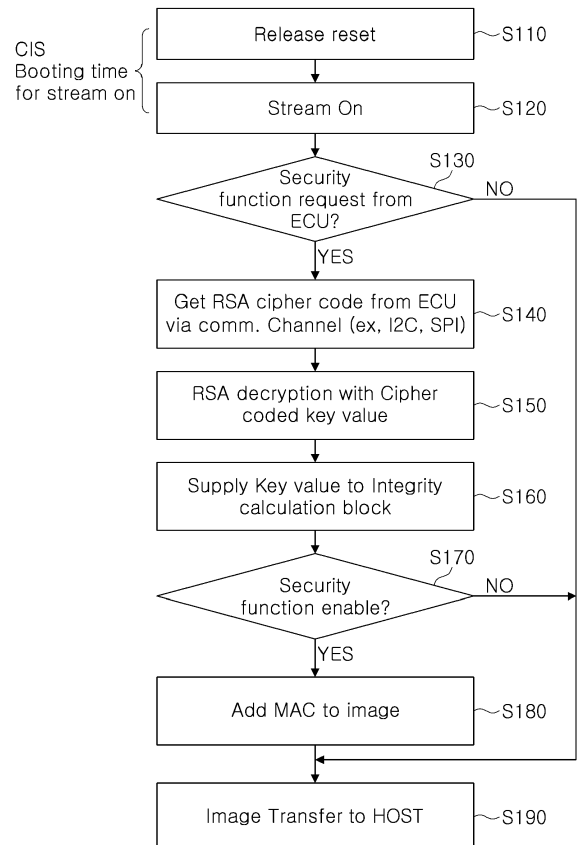 CIS
Booting time
for stream on
Release reset
S110
Stream On
S120
Security
function request from
ECU?
S130
NO
YES
Get RSA cipher code from ECU
via comm. Channel (ex, I2C, SPI)
S140
RSA decryption with Cipher
coded key value
S150
Supply Key value to Integrity
calculation block
S160
Security
function enable?
S170
NO
YES
Add MAC to image
S180
Image Transfer to HOST
S190